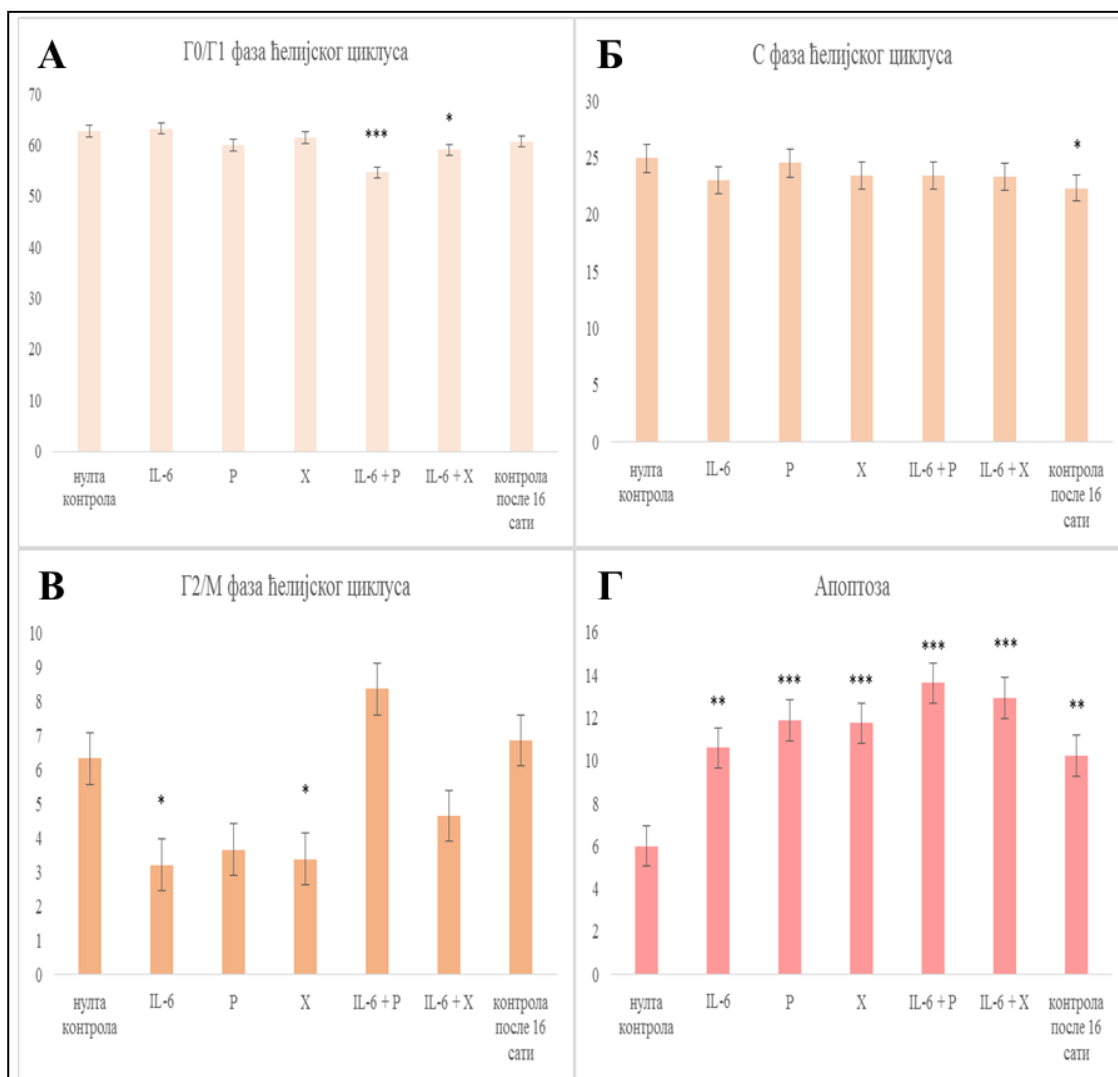 А
Г0/Г1 фаза ћелијског циклуса
70
60
50
40
30
20
10
0
***
*
нулта
контрола
IL-6
Р
Х
IL-6 + Р
IL-6 + Х
контрола
после 16
сати
Б
С фаза ћелијског циклуса
30
25
20
15
10
5
0
*
нулта
контрола
IL-6
Р
Х
IL-6 + Р
IL-6 + Х
контрола
после 16
сати
В
Г2/М фаза ћелијског циклуса
10
9
8
7
6
5
4
3
2
1
0
*
*
нулта
контрола
IL-6
Р
Х
IL-6 + Р
IL-6 + Х
контрола
после 16
сати
Г
Апоптоза
16
14
12
10
8
6
4
2
0
**
***
***
***
***
**
нулта
контрола
IL-6
Р
Х
IL-6 + Р
IL-6 + Х
контрола
после 16
сати